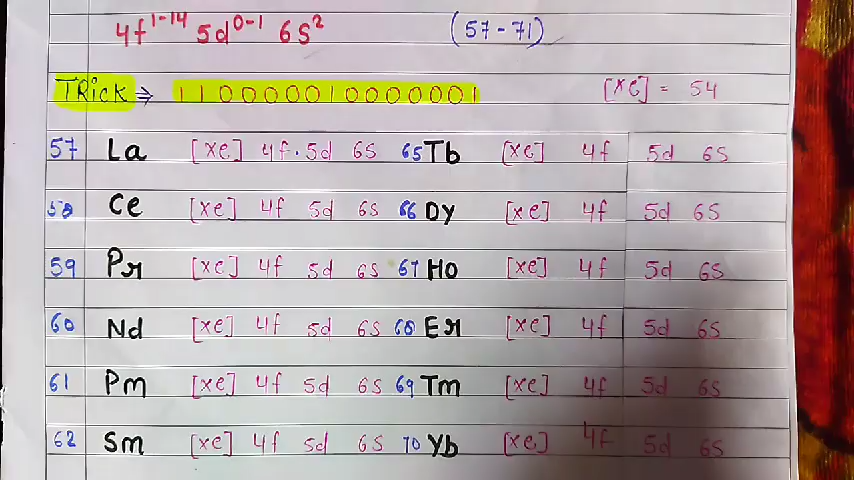 4f¹⁻¹⁴ 5d⁰⁻¹ 6s² (57-71)
TRicK ⇒ 110000010000001 [xe] = 54
57 La [xe] 4f 5d 6s 65 Tb [xe] 4f 5d 6s
58 Ce [xe] 4f 5d 6s 66 Dy [xe] 4f 5d 6s
59 Pr [xe] 4f 5d 6s 67 Ho [xe] 4f 5d 6s
60 Nd [xe] 4f 5d 6s 68 Er [xe] 4f 5d 6s
61 Pm [xe] 4f 5d 6s 69 Tm [xe] 4f 5d 6s
62 Sm [xe] 4f 5d 6s 70 Yb [xe] 4f 5d 6s